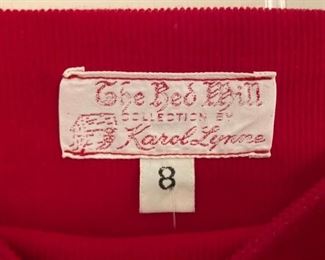 The Red Mill
COLLECTION BY
Karol Lynne
8